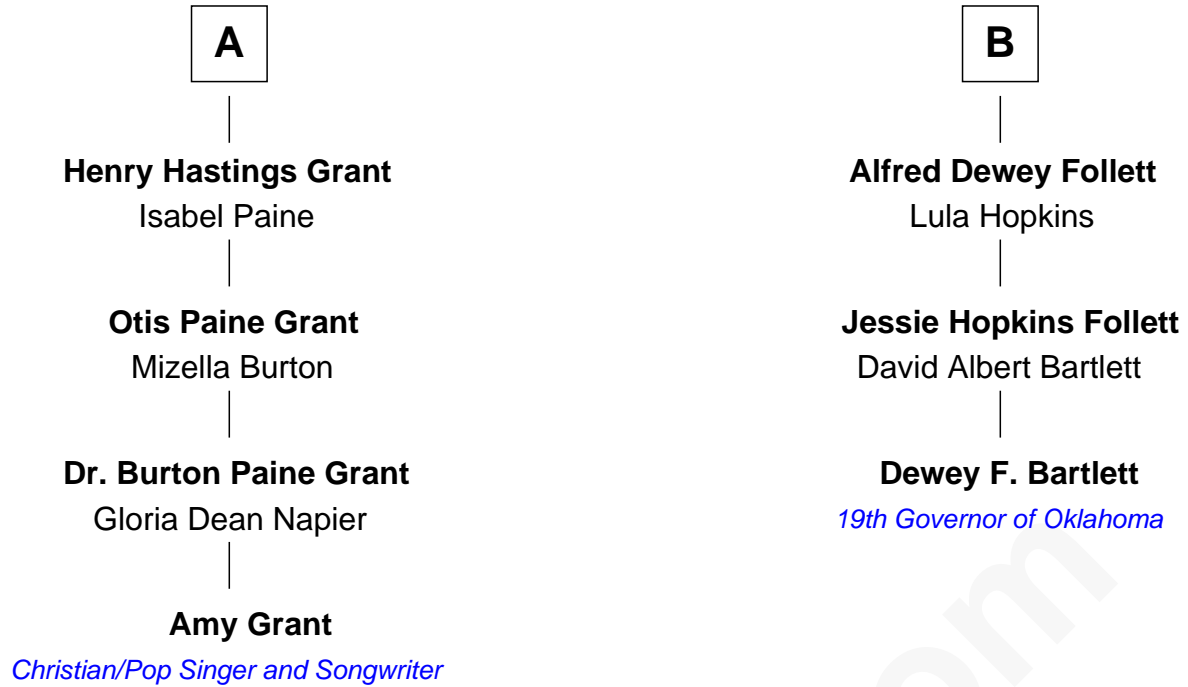 A
Henry Hastings Grant
Isabel Paine
Otis Paine Grant
Mizella Burton
Dr. Burton Paine Grant
Gloria Dean Napier
Amy Grant
Christian/Pop Singer and Songwriter
B
Alfred Dewey Follett
Lula Hopkins
Jessie Hopkins Follett
David Albert Bartlett
Dewey F. Bartlett
19th Governor of Oklahoma
om